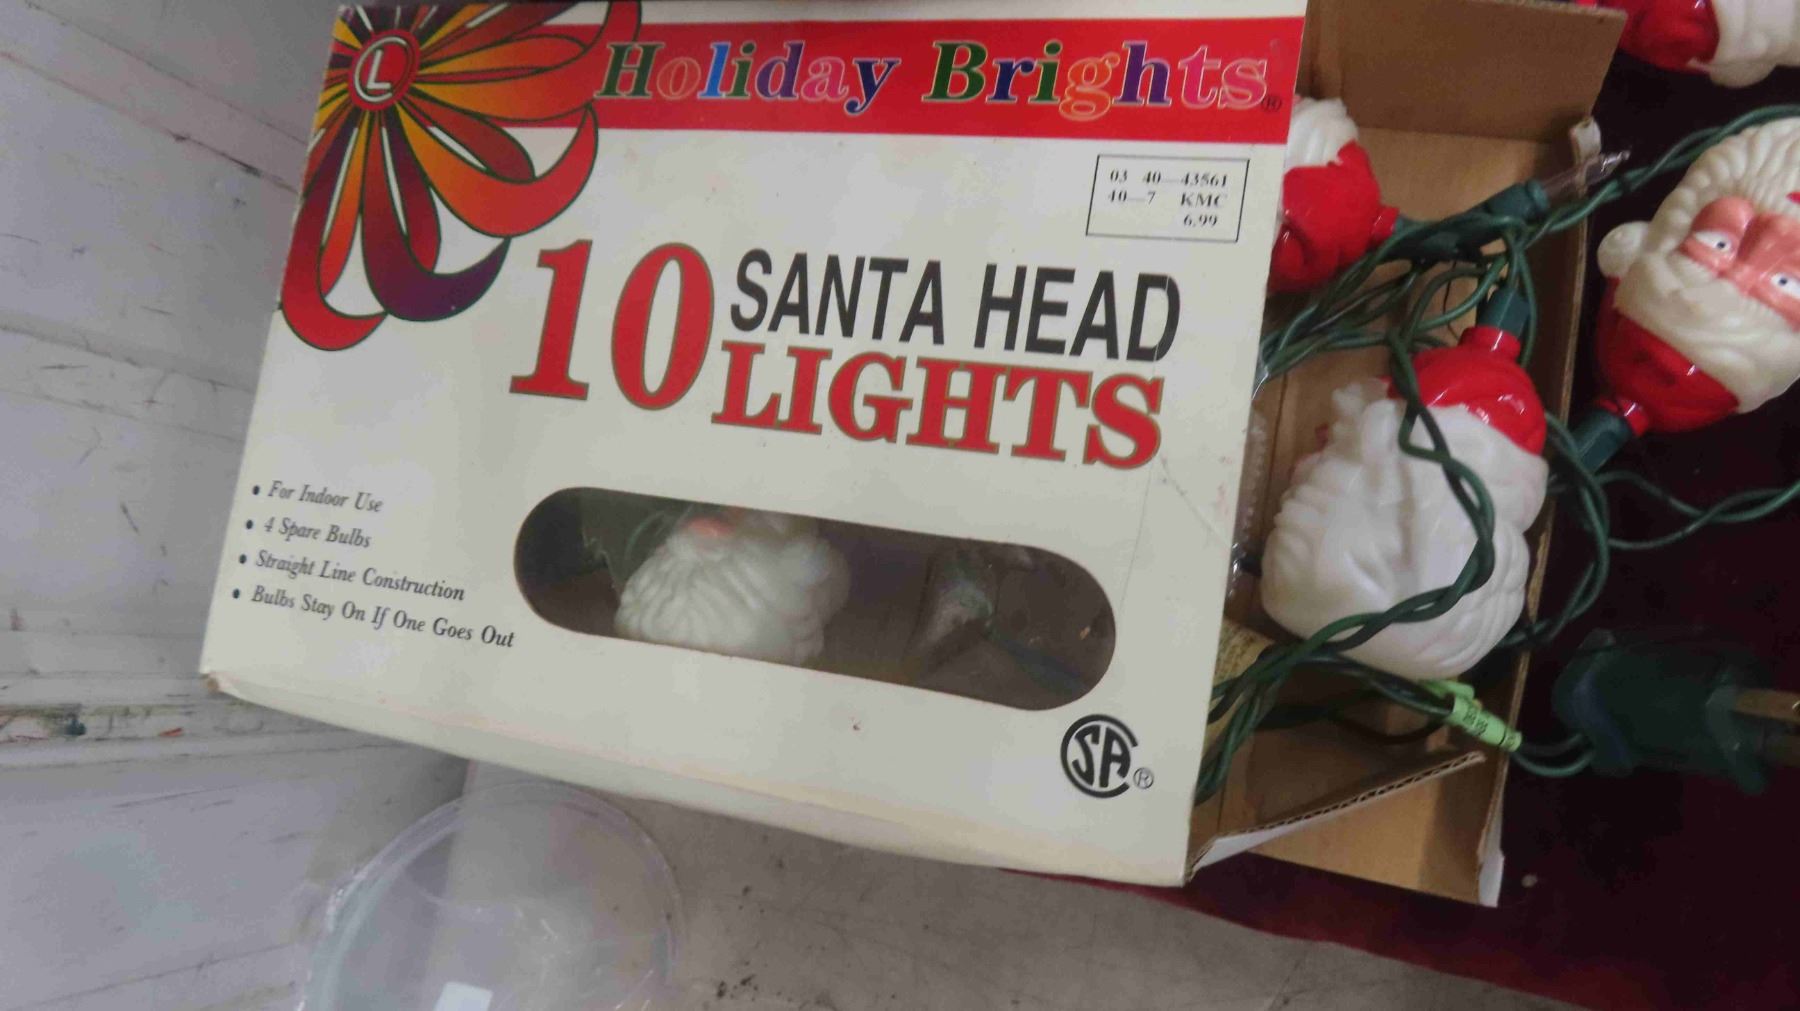 L
Holiday Brights®
03 40—43561
40—7 KMC
6.99
10 SANTA HEAD
LIGHTS
• For Indoor Use
• 4 Spare Bulbs
• Straight Line Construction
• Bulbs Stay On If One Goes Out
SA®